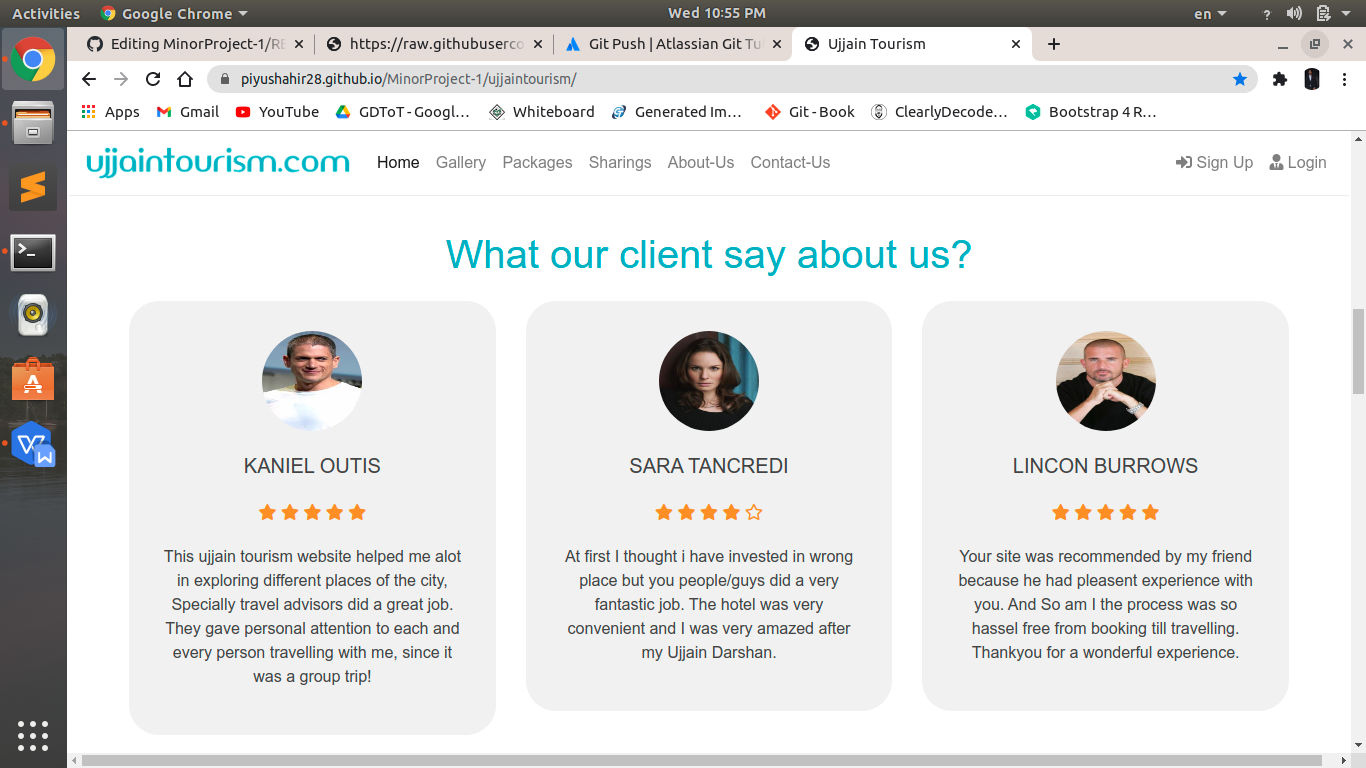 Activities Google Chrome Wed 10:55 PM en ?
Editing MinorProject-1/RE https://raw.githubuserco Git Push | Atlassian Git Tu Ujjain Tourism
piyushahir28.github.io/MinorProject-1/ujjaintourism/
Apps Gmail YouTube GDToT - Googl... Whiteboard Generated Im... Git - Book ClearlyDecode... Bootstrap 4 R...
ujjaintourism.com Home Gallery Packages Sharings About-Us Contact-Us Sign Up Login
What our client say about us?
KANIEL OUTIS
This ujjain tourism website helped me alot
in exploring different places of the city,
Specially travel advisors did a great job.
They gave personal attention to each and
every person travelling with me, since it
was a group trip!
SARA TANCREDI
At first I thought i have invested in wrong
place but you people/guys did a very
fantastic job. The hotel was very
convenient and I was very amazed after
my Ujjain Darshan.
LINCON BURROWS
Your site was recommended by my friend
because he had pleasent experience with
you. And So am I the process was so
hassel free from booking till travelling.
Thankyou for a wonderful experience.